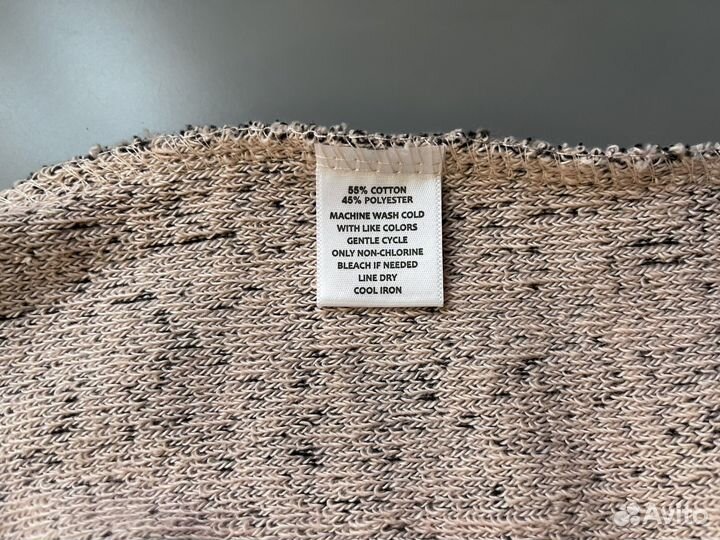 55% COTTON
45% POLYESTER
MACHINE WASH COLD
WITH LIKE COLORS
GENTLE CYCLE
ONLY NON-CHLORINE
BLEACH IF NEEDED
LINE DRY
COOL IRON
Avito